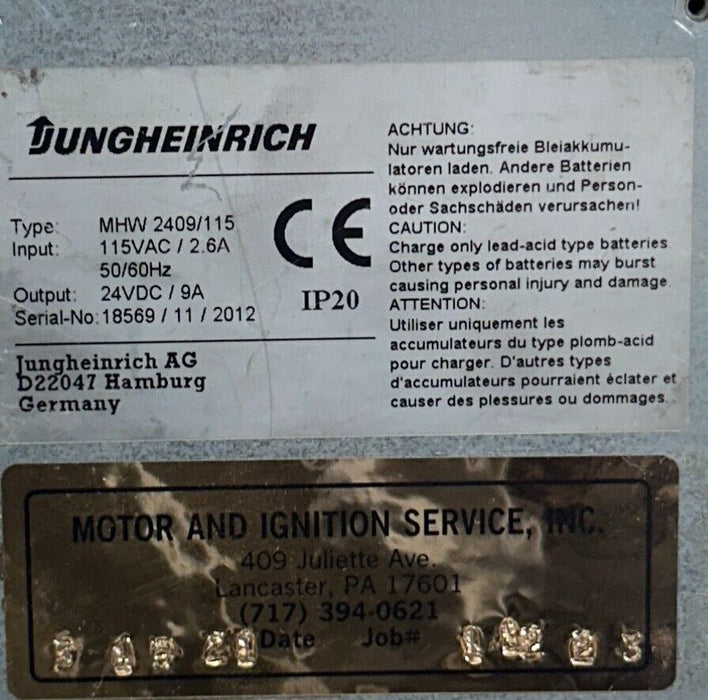 JUNGHEINRICH
Type: MHW 2409/115
Input: 115VAC / 2.6A
50/60Hz
Output: 24VDC / 9A
Serial-No: 18569 / 11 / 2012
CE
IP20
Jungheinrich AG
D22047 Hamburg
Germany
ACHTUNG:
Nur wartungsfreie Bleiakkumu-
latoren laden. Andere Batterien
können explodieren und Person-
oder Sachschäden verursachen!
CAUTION:
Charge only lead-acid type batteries.
Other types of batteries may burst
causing personal injury and damage.
ATTENTION:
Utiliser uniquement les
accumulateurs du type plomb-acid
pour charger. D'autres types
d'accumulateurs pourraient éclater et
causer des plessures ou dommages.
MOTOR AND IGNITION SERVICE, INC.
409 Juliette Ave.
Lancaster, PA 17601
(717) 394-0621
Date Job#